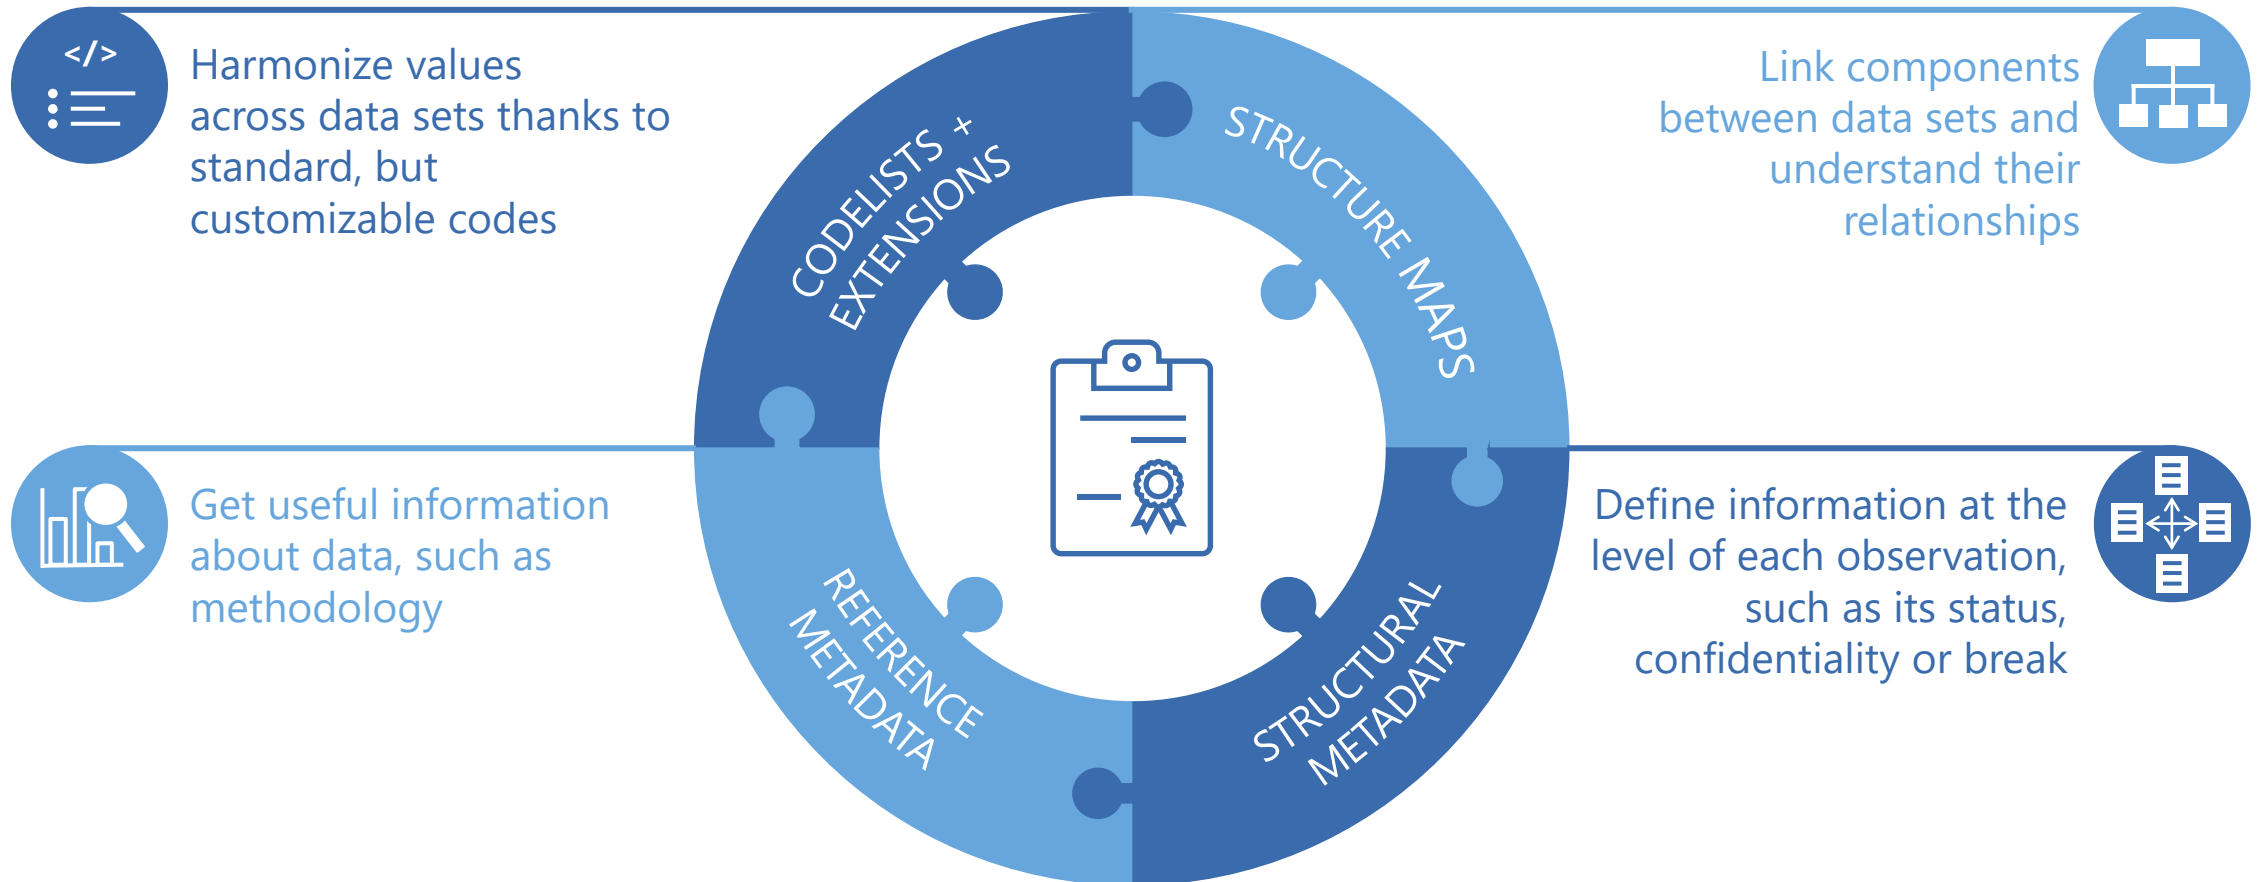 </>
Harmonize values
across data sets thanks to
standard, but
customizable codes
CODELISTS +
EXTENSIONS
STRUCTURE MAPS
Link components
between data sets and
understand their
relationships
Get useful information
about data, such as
methodology
REFERENCE
METADATA
STRUCTURAL
METADATA
Define information at the
level of each observation,
such as its status,
confidentiality or break